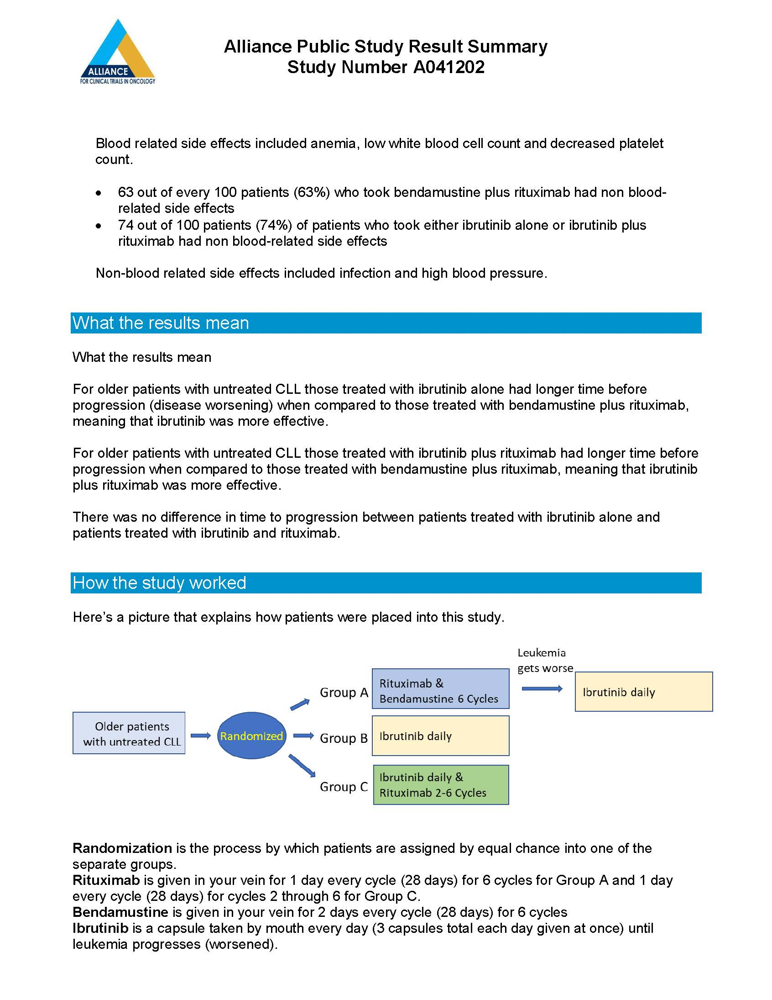 ALLIANCE
FOR CLINICAL TRIALS IN ONCOLOGY
Alliance Public Study Result Summary
Study Number A041202
Blood related side effects included anemia, low white blood cell count and decreased platelet
count.
• 63 out of every 100 patients (63%) who took bendamustine plus rituximab had non blood-
related side effects
• 74 out of 100 patients (74%) of patients who took either ibrutinib alone or ibrutinib plus
rituximab had non blood-related side effects
Non-blood related side effects included infection and high blood pressure.
What the results mean
What the results mean
For older patients with untreated CLL those treated with ibrutinib alone had longer time before
progression (disease worsening) when compared to those treated with bendamustine plus rituximab,
meaning that ibrutinib was more effective.
For older patients with untreated CLL those treated with ibrutinib plus rituximab had longer time before
progression when compared to those treated with bendamustine plus rituximab, meaning that ibrutinib
plus rituximab was more effective.
There was no difference in time to progression between patients treated with ibrutinib alone and
patients treated with ibrutinib and rituximab.
How the study worked
Here’s a picture that explains how patients were placed into this study.
Older patients
with untreated CLL
Randomized
Group A
Rituximab &
Bendamustine 6 Cycles
Leukemia
gets worse
Ibrutinib daily
Group B
Ibrutinib daily
Group C
Ibrutinib daily &
Rituximab 2-6 Cycles
Randomization is the process by which patients are assigned by equal chance into one of the
separate groups.
Rituximab is given in your vein for 1 day every cycle (28 days) for 6 cycles for Group A and 1 day
every cycle (28 days) for cycles 2 through 6 for Group C.
Bendamustine is given in your vein for 2 days every cycle (28 days) for 6 cycles
Ibrutinib is a capsule taken by mouth every day (3 capsules total each day given at once) until
leukemia progresses (worsened).